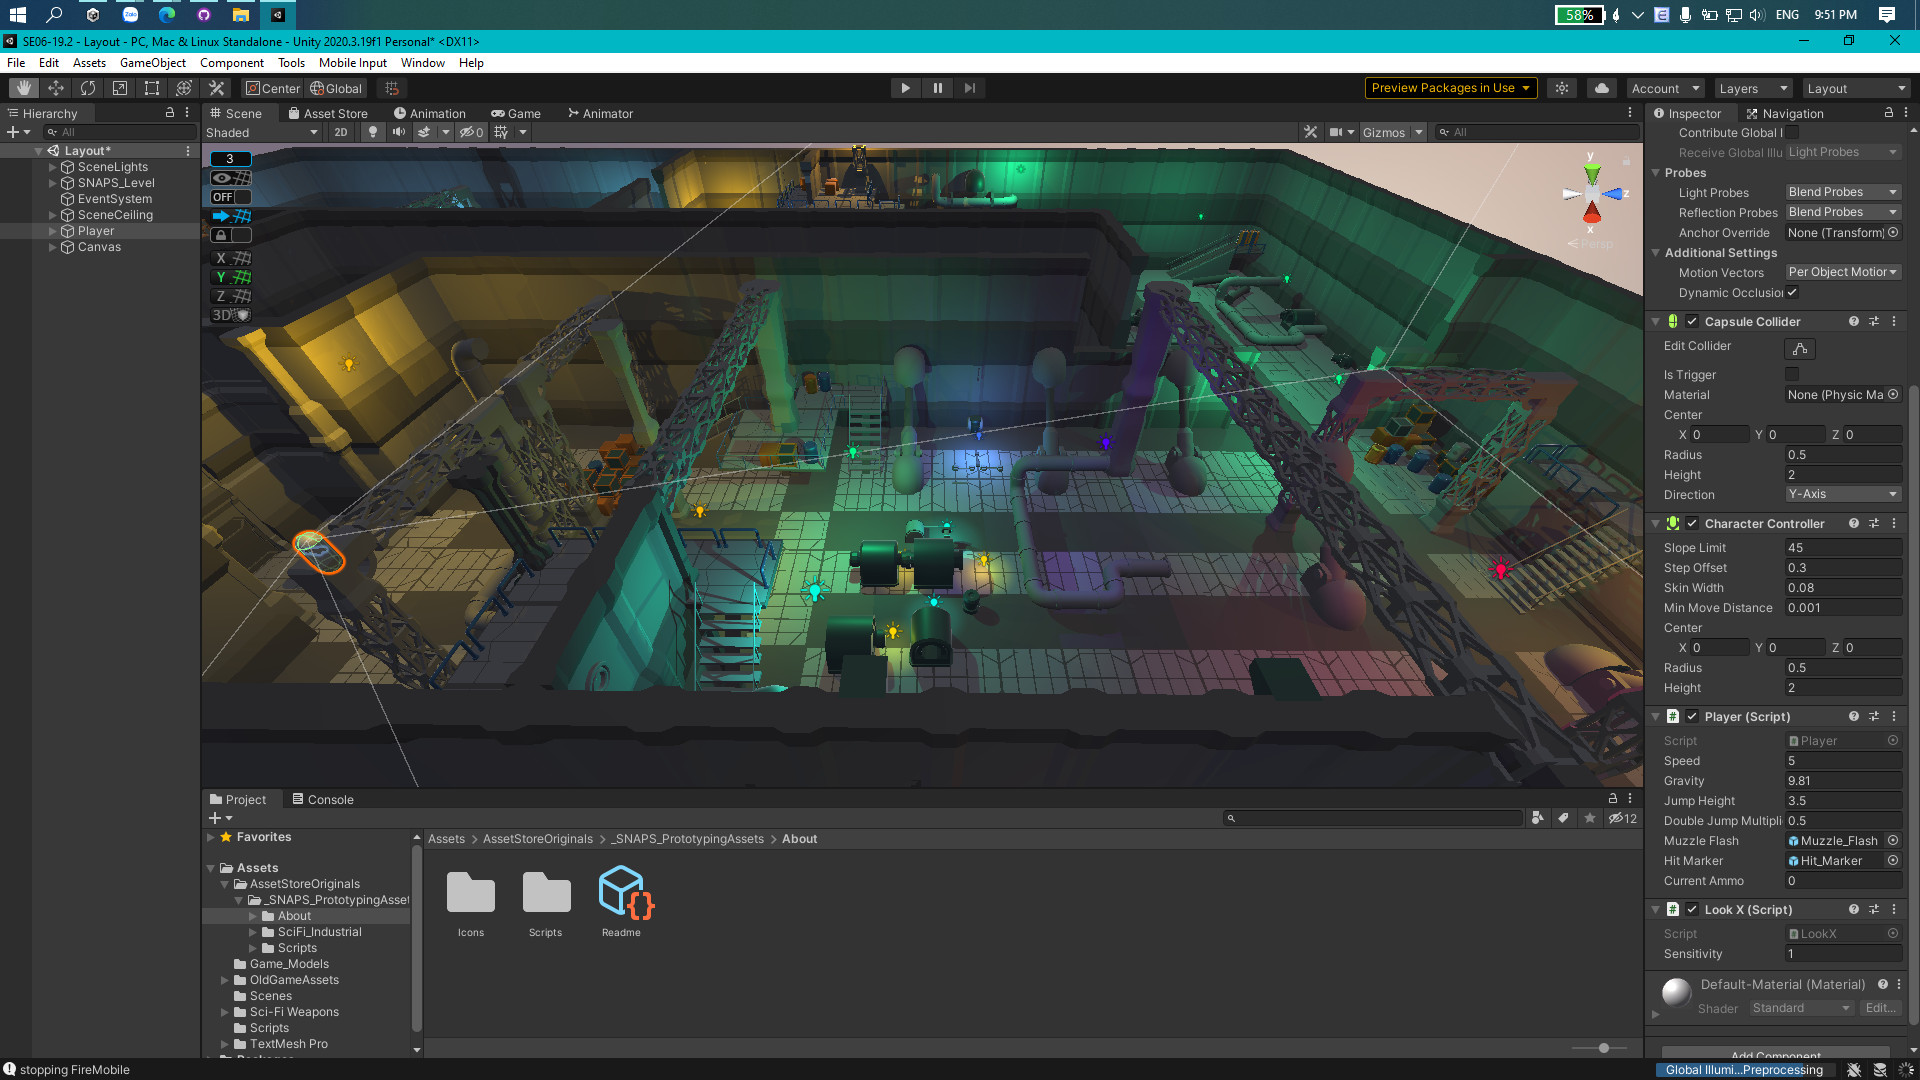 58%
ENG
9:51 PM
SE06-19.2 - Layout - PC, Mac & Linux Standalone - Unity 2020.3.19f1 Personal* <DX11>
File Edit Assets GameObject Component Tools Mobile Input Window Help
Center Global
Preview Packages in Use
Account
Layers
Layout
Hierarchy
All
Layout*
SceneLights
SNAPS_Level
EventSystem
SceneCeiling
Player
Canvas
Scene Asset Store Animation Game Animator
Shaded
2D
0
Gizmos
All
3
OFF
X
Y
Z
3D
y
z
x
Persp
Inspector Navigation
Contribute Global I
Receive Global Illu Light Probes
Probes
Light Probes Blend Probes
Reflection Probes Blend Probes
Anchor Override None (Transform)
Additional Settings
Motion Vectors Per Object Motior
Dynamic Occlusion
Capsule Collider
Edit Collider
Is Trigger
Material None (Physic Ma
Center
X 0 Y 0 Z 0
Radius 0.5
Height 2
Direction Y-Axis
Character Controller
Slope Limit 45
Step Offset 0.3
Skin Width 0.08
Min Move Distance 0.001
Center
X 0 Y 0 Z 0
Radius 0.5
Height 2
Player (Script)
Script Player
Speed 5
Gravity 9.81
Jump Height 3.5
Double Jump Multipli 0.5
Muzzle Flash Muzzle_Flash
Hit Marker Hit_Marker
Current Ammo 0
Look X (Script)
Script LookX
Sensitivity 1
Default-Material (Material)
Shader Standard Edit...
Add Component
Project Console
12
Favorites
Assets
AssetStoreOriginals
_SNAPS_PrototypingAsset
About
SciFi_Industrial
Scripts
Game_Models
OldGameAssets
Scenes
Sci-Fi Weapons
Scripts
TextMesh Pro
Assets > AssetStoreOriginals > _SNAPS_PrototypingAssets > About
Icons
Scripts
Readme
stopping FireMobile
Global Illumi...Preprocessing